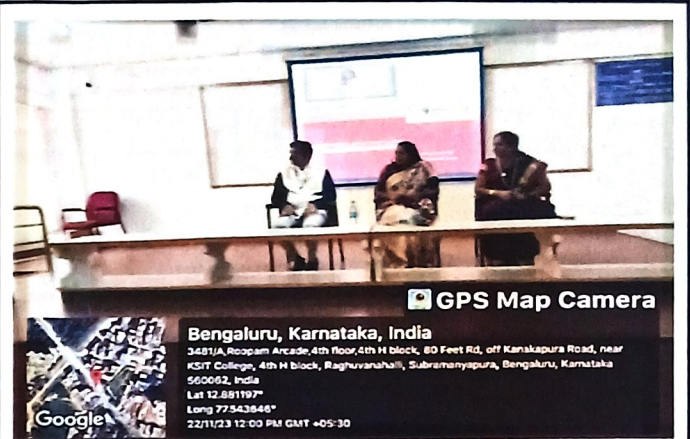 GPS Map Camera
Bengaluru, Karnataka, India
3481/A, Roopam Arcade,4th floor,4th H block, 80 Feet Rd, off Kanakapura Road, near
KSIT College, 4th H block, Raghuvanahalli, Subramanyapura, Bengaluru, Karnataka
560062, India
Lat 12.881197°
Long 77.543646°
22/11/23 12:00 PM GMT +05:30
Google